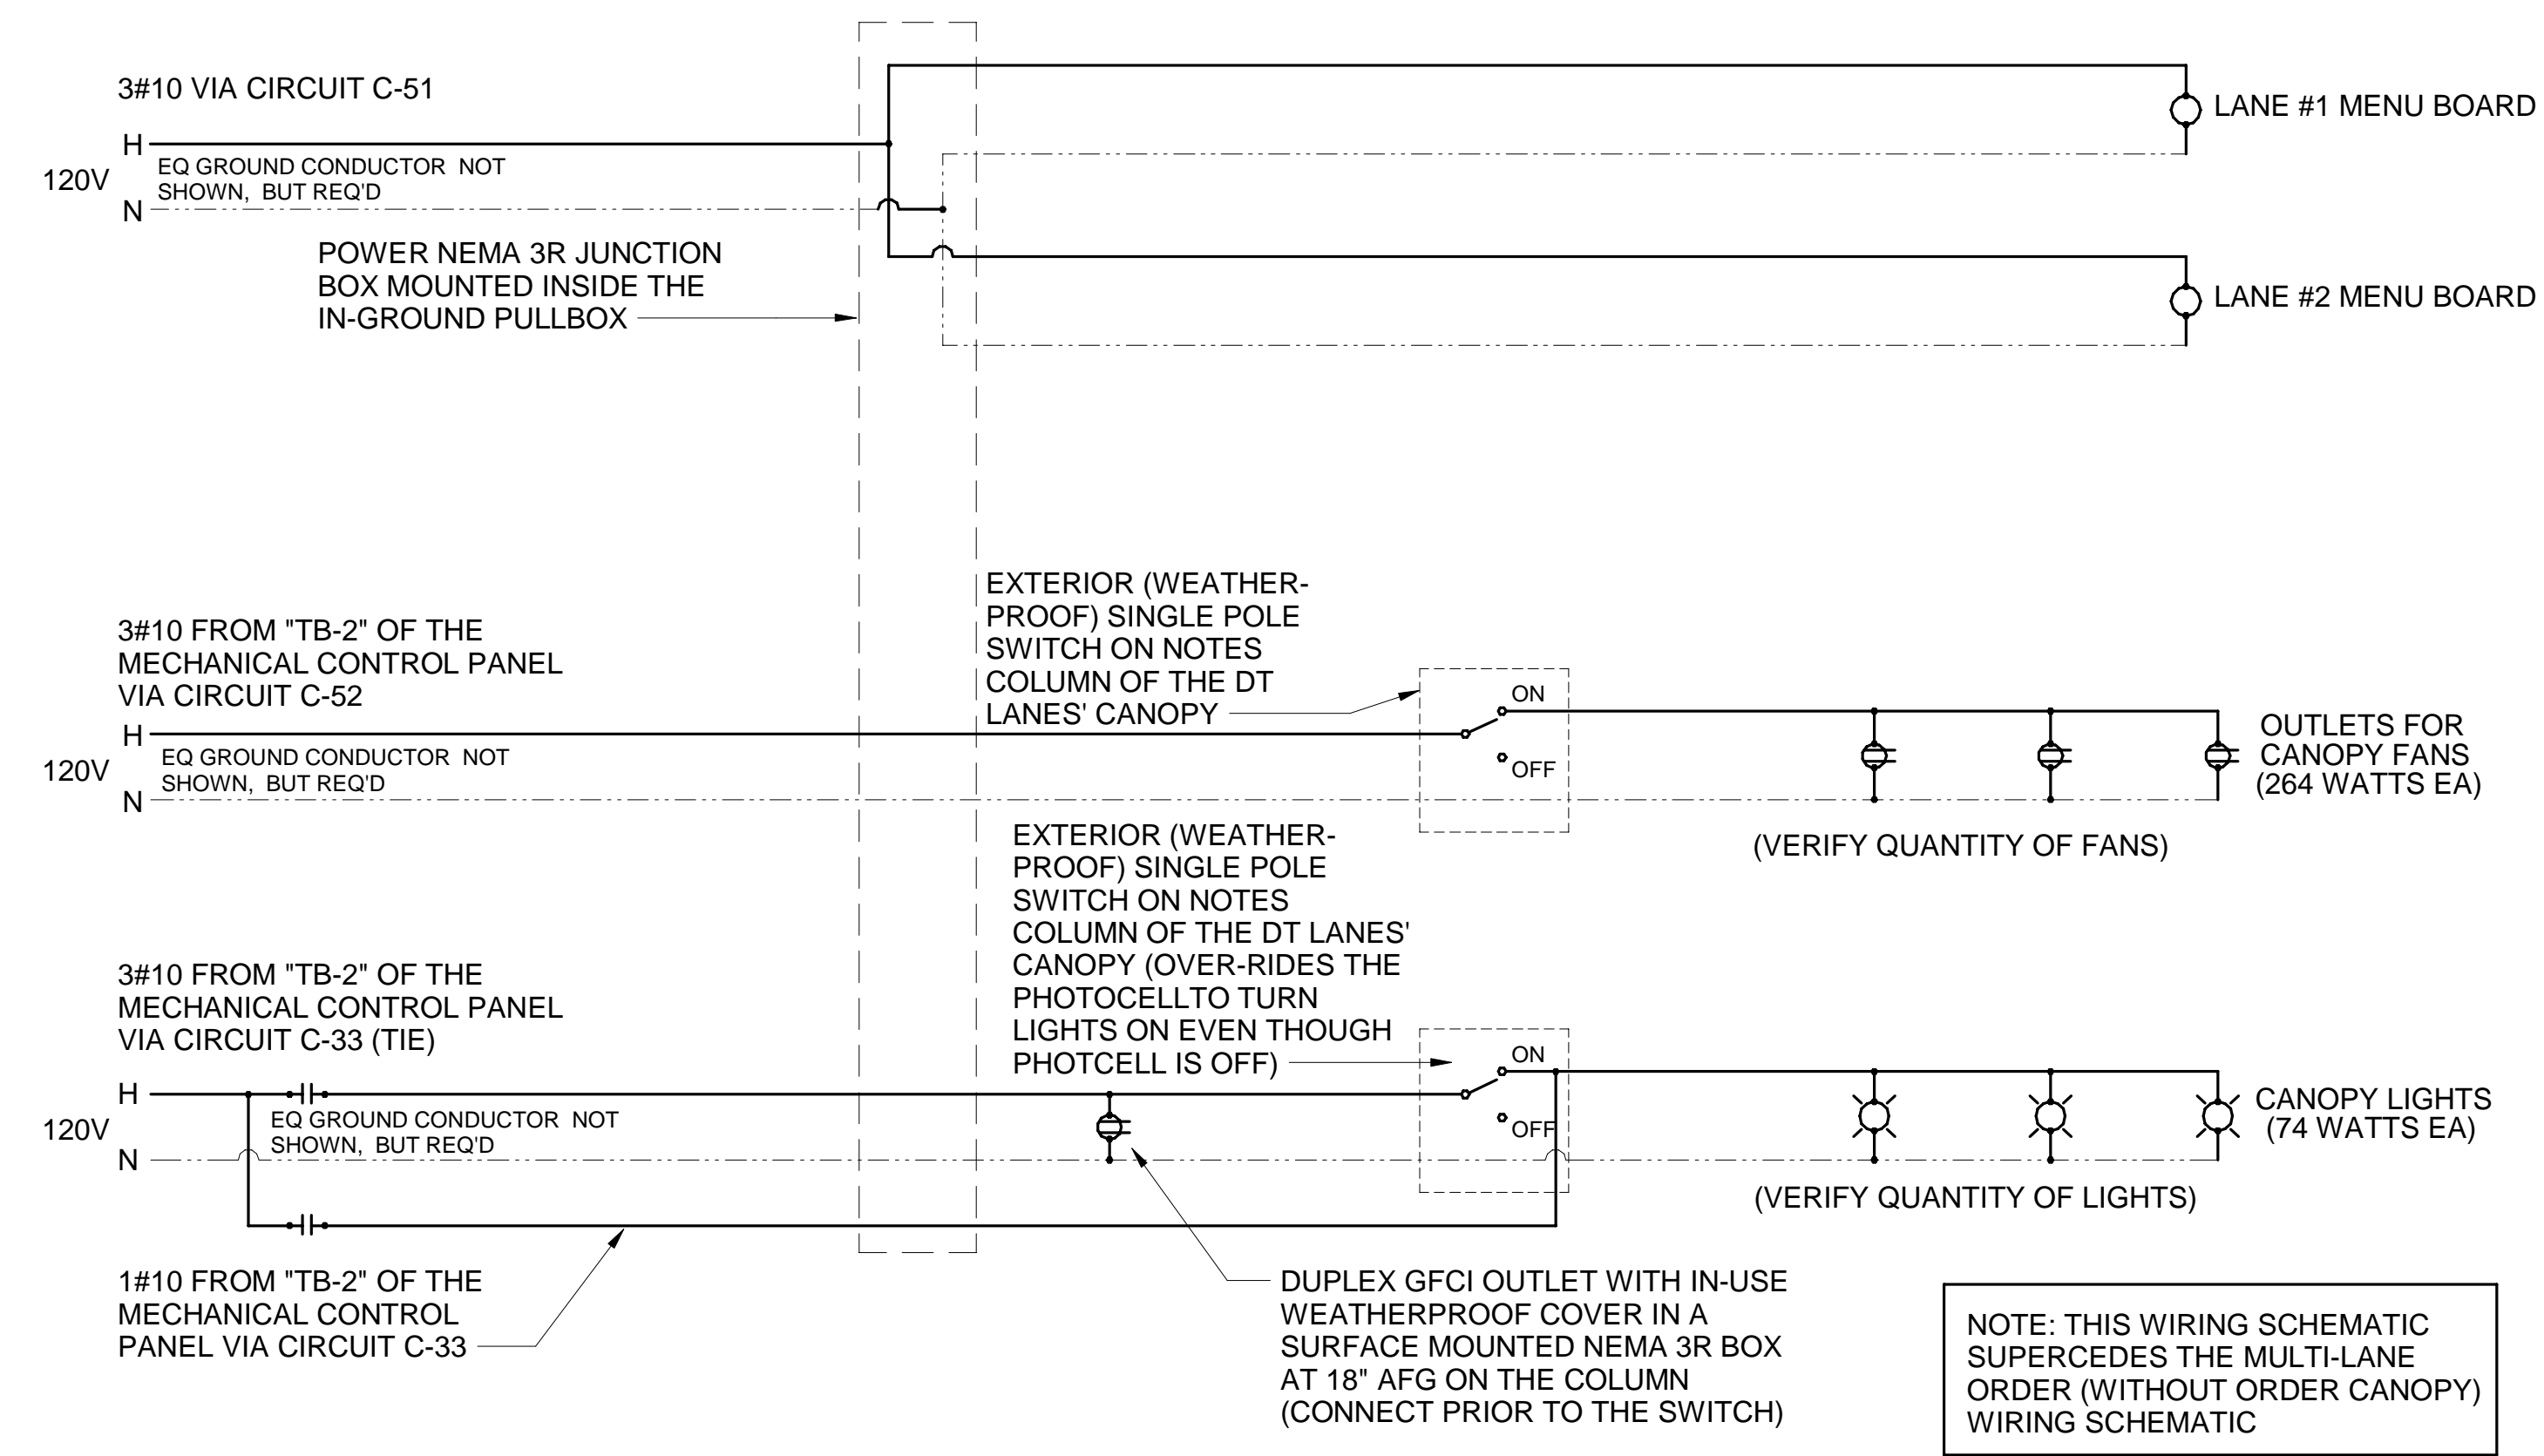 3#10 VIA CIRCUIT C-51
H
120V
N
EQ GROUND CONDUCTOR  NOT
SHOWN,  BUT REQ'D
LANE #1 MENU BOARD
LANE #2 MENU BOARD
POWER NEMA 3R JUNCTION
BOX MOUNTED INSIDE THE
IN-GROUND PULLBOX
EXTERIOR (WEATHER-
PROOF) SINGLE POLE
SWITCH ON NOTES
COLUMN OF THE DT
LANES' CANOPY
3#10 FROM "TB-2" OF THE
MECHANICAL CONTROL PANEL
VIA CIRCUIT C-52
H
120V
N
EQ GROUND CONDUCTOR  NOT
SHOWN,  BUT REQ'D
ON
OFF
OUTLETS FOR
CANOPY FANS
(264 WATTS EA)
(VERIFY QUANTITY OF FANS)
EXTERIOR (WEATHER-
PROOF) SINGLE POLE
SWITCH ON NOTES
COLUMN OF THE DT LANES'
CANOPY (OVER-RIDES THE
PHOTOCELLTO TURN
LIGHTS ON EVEN THOUGH
PHOTCELL IS OFF)
3#10 FROM "TB-2" OF THE
MECHANICAL CONTROL PANEL
VIA CIRCUIT C-33 (TIE)
H
120V
N
EQ GROUND CONDUCTOR  NOT
SHOWN,  BUT REQ'D
ON
OFF
CANOPY LIGHTS
(74 WATTS EA)
(VERIFY QUANTITY OF LIGHTS)
1#10 FROM "TB-2" OF THE
MECHANICAL CONTROL
PANEL VIA CIRCUIT C-33
DUPLEX GFCI OUTLET WITH IN-USE
WEATHERPROOF COVER IN A
SURFACE MOUNTED NEMA 3R BOX
AT 18" AFG ON THE COLUMN
(CONNECT PRIOR TO THE SWITCH)
NOTE: THIS WIRING SCHEMATIC
SUPERCEDES THE MULTI-LANE
ORDER (WITHOUT ORDER CANOPY)
WIRING SCHEMATIC